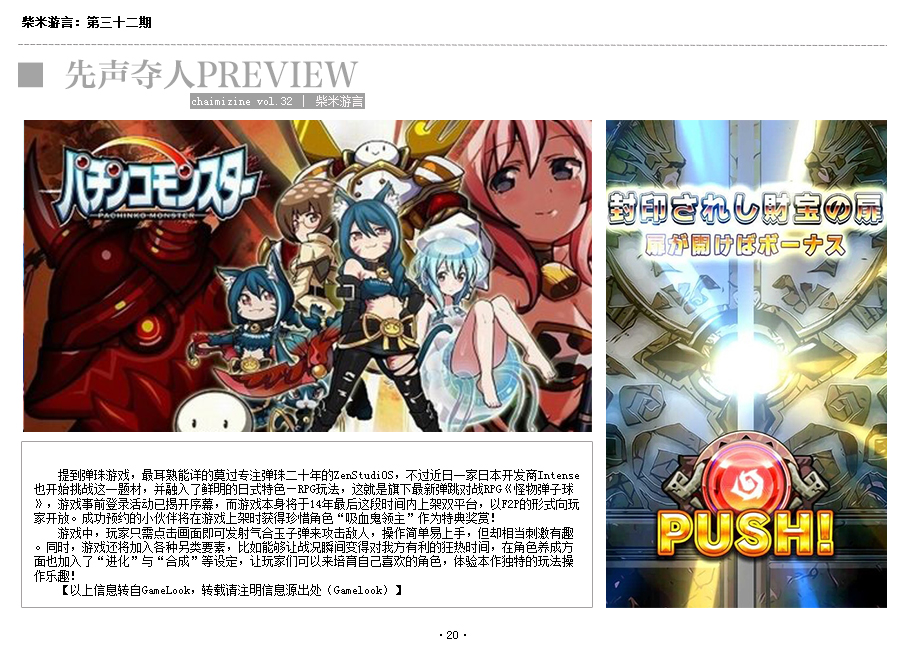 柴米游言：第三十二期
先声夺人PREVIEW
chaimizine vol.32 | 柴米游言
パチンコモンスター
PACHINKO MONSTER
封印されし財宝の扉
扉が開けばボーナス
PUSH!
提到弹珠游戏，最耳熟能详的莫过专注弹珠二十年的ZenStudiOS，不过近日一家日本开发商Intense
也开始挑战这一题材，并融入了鲜明的日式特色—RPG玩法，这就是旗下最新弹跳对战RPG《怪物弹子球
》，游戏事前登录活动已揭开序幕，而游戏本身将于14年最后这段时间内上架双平台，以F2P的形式向玩
家开放。成功预约的小伙伴将在游戏上架时获得珍惜角色“吸血鬼领主”作为特典奖赏！
游戏中，玩家只需点击画面即可发射气合玉子弹来攻击敌人，操作简单易上手，但却相当刺激有趣
。同时，游戏还将加入各种另类要素，比如能够让战况瞬间变得对我方有利的狂热时间，在角色养成方
面也加入了“进化”与“合成”等设定，让玩家们可以来培育自己喜欢的角色，体验本作独特的玩法操
作乐趣！
【以上信息转自GameLook，转载请注明信息源出处（Gamelook）】
·20·